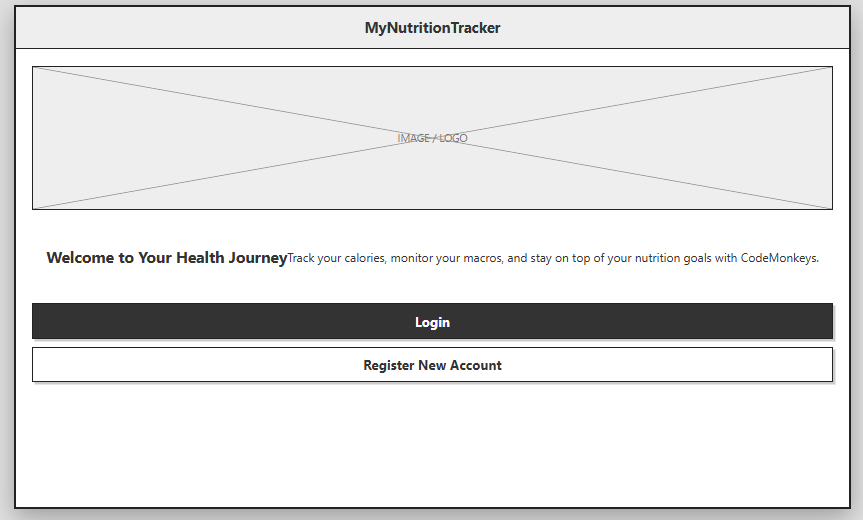 MyNutritionTracker
IMAGE / LOGO
Welcome to Your Health JourneyTrack your calories, monitor your macros, and stay on top of your nutrition goals with CodeMonkeys.
Login
Register New Account